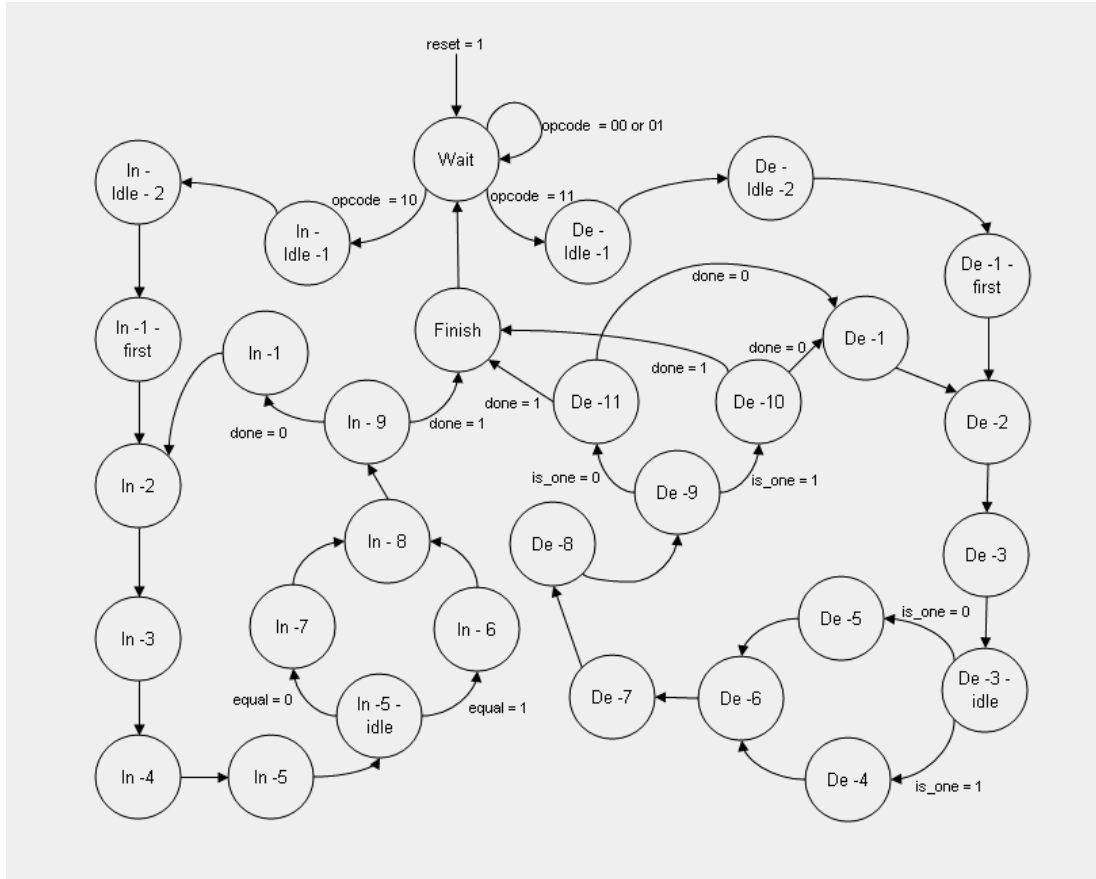 reset = 1
Wait
opcode = 00 or 01
In -
Idle - 2
De -
Idle -2
opcode = 10
opcode = 11
In -
Idle -1
De -
Idle -1
De -1 -
first
done = 0
In -1 -
first
Finish
In -1
De -1
done = 0
done = 1
done = 1
De -11
De -10
In - 9
De -2
done = 0
done = 1
In -2
is_one = 0
De -9
is_one = 1
In - 8
De -8
De -3
In -3
In -7
In - 6
De -5
is_one = 0
equal = 0
In -5 -
idle
equal = 1
De -7
De -6
De -3 -
idle
In -4
In -5
De -4
is_one = 1